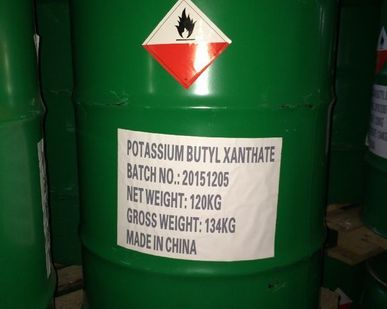 POTASSIUM BUTYL XANTHATE
BATCH NO.: 20151205
NET WEIGHT: 120KG
GROSS WEIGHT: 134KG
MADE IN CHINA